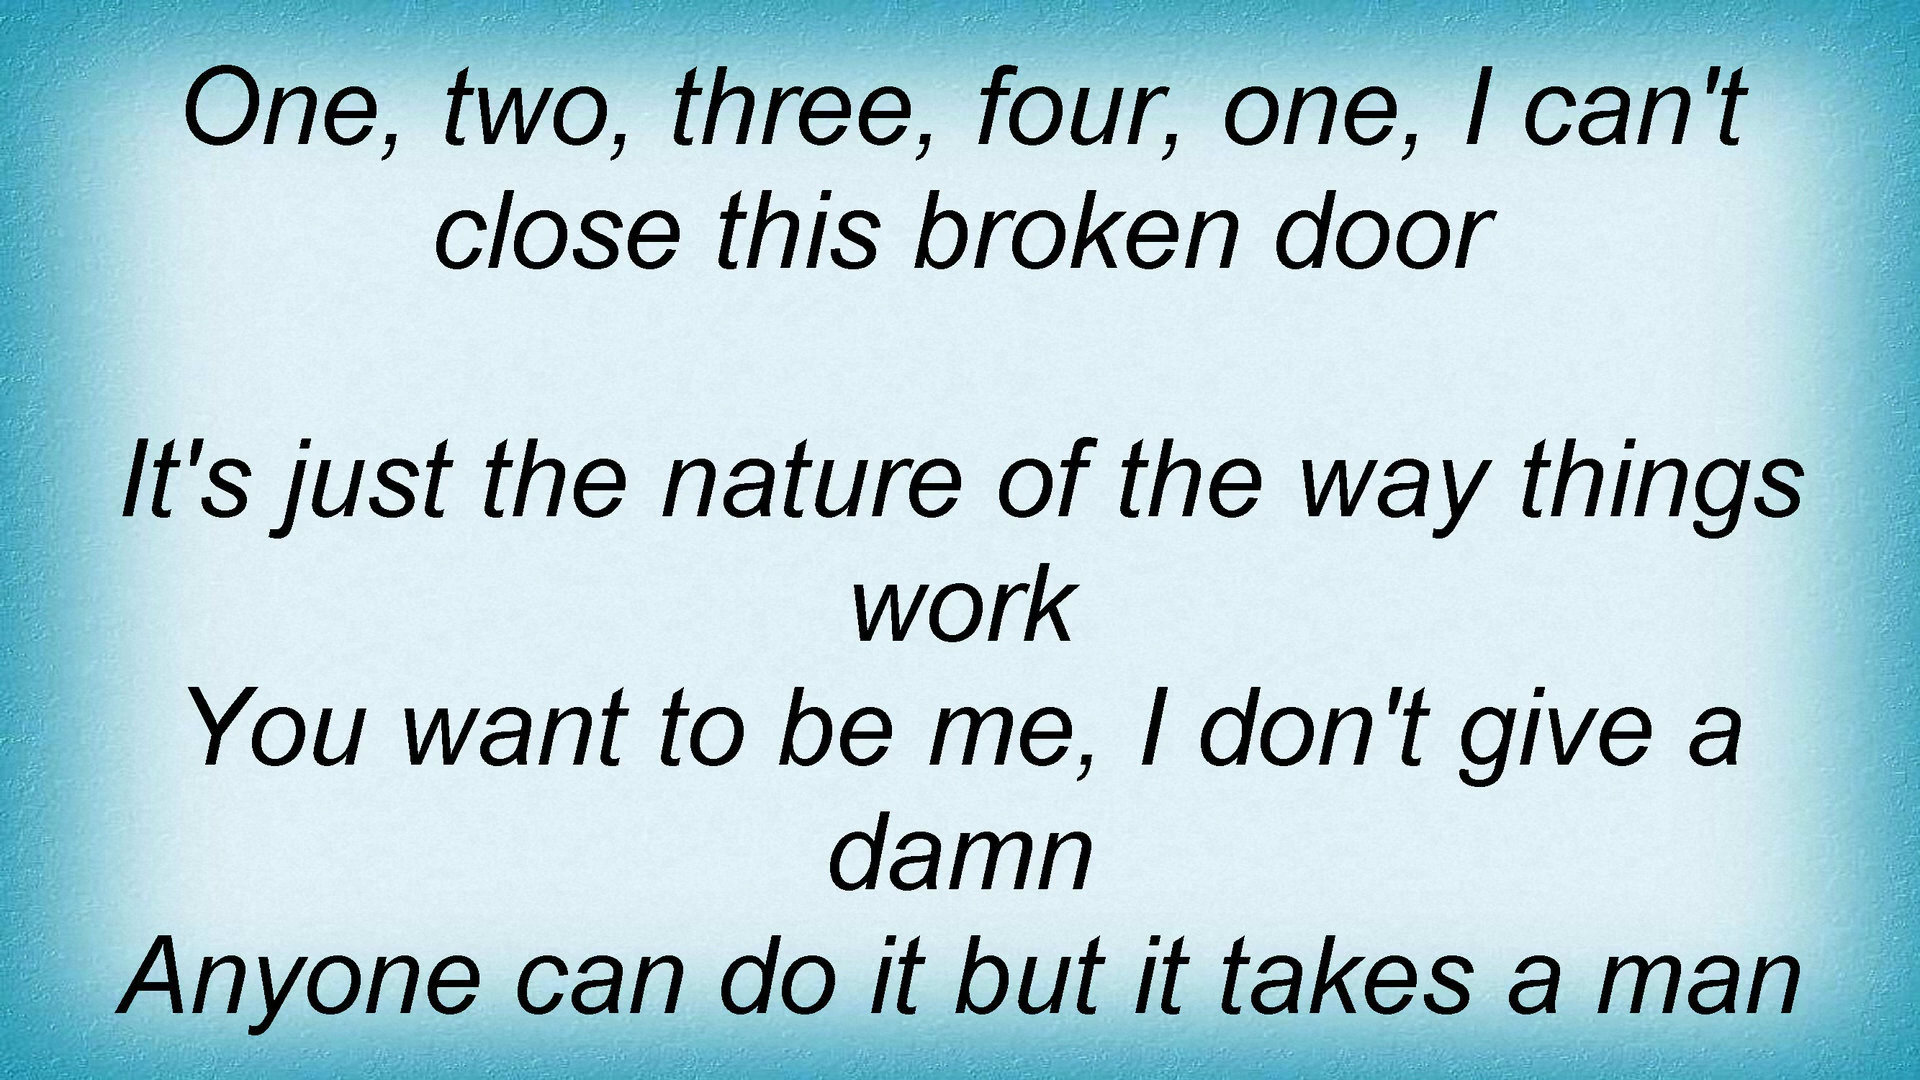 One, two, three, four, one, I can't
close this broken door
It's just the nature of the way things
work
You want to be me, I don't give a
damn
Anyone can do it but it takes a man